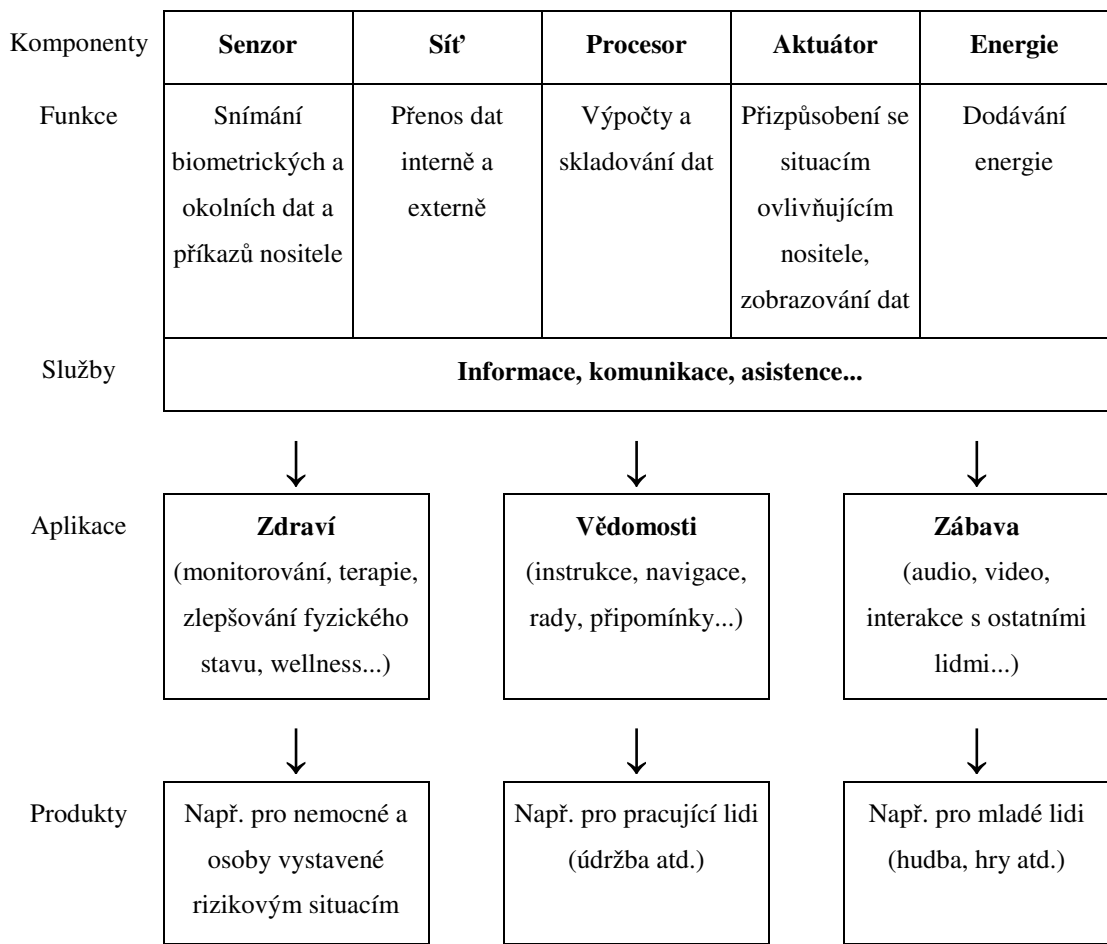 Komponenty Senzor Síť Procesor Aktuátor Energie
Funkce Snímání Přenos dat Výpočty a Přizpůsobení se Dodávání
biometrických a interně a skladování dat situacím energie
okolních dat a externě ovlivňujícím
příkazů nositele nositele,
zobrazování dat
Služby Informace, komunikace, asistence...
Aplikace Zdraví Vědomosti Zábava
(monitorování, terapie, (instrukce, navigace, (audio, video,
zlepšování fyzického rady, připomínky...) interakce s ostatními
stavu, wellness...) lidmi...)
Produkty Např. pro nemocné a Např. pro pracující lidi Např. pro mladé lidi
osoby vystavené (údržba atd.) (hudba, hry atd.)
rizikovým situacím